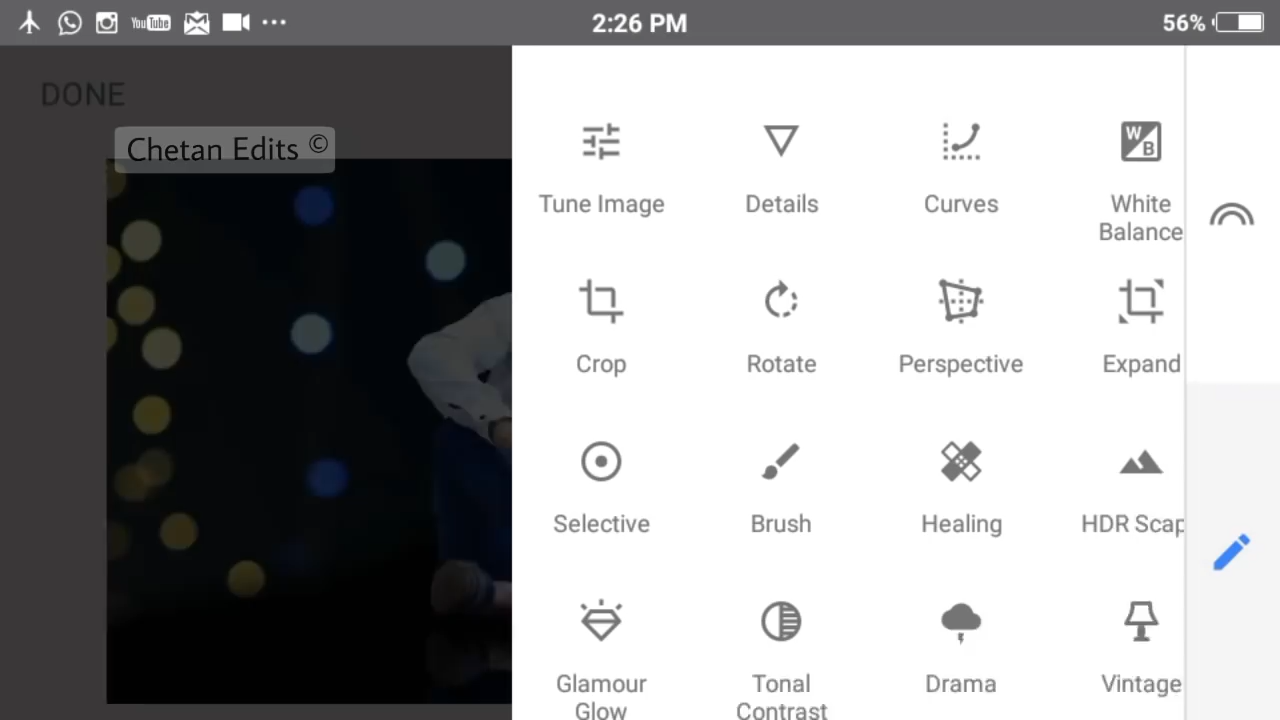 2:26 PM
56%
YouTube
DONE
Chetan Edits ©
Tune Image
Details
Curves
White
Balance
Crop
Rotate
Perspective
Expand
Selective
Brush
Healing
HDR Scap
Glamour
Glow
Tonal
Contrast
Drama
Vintage
W
B